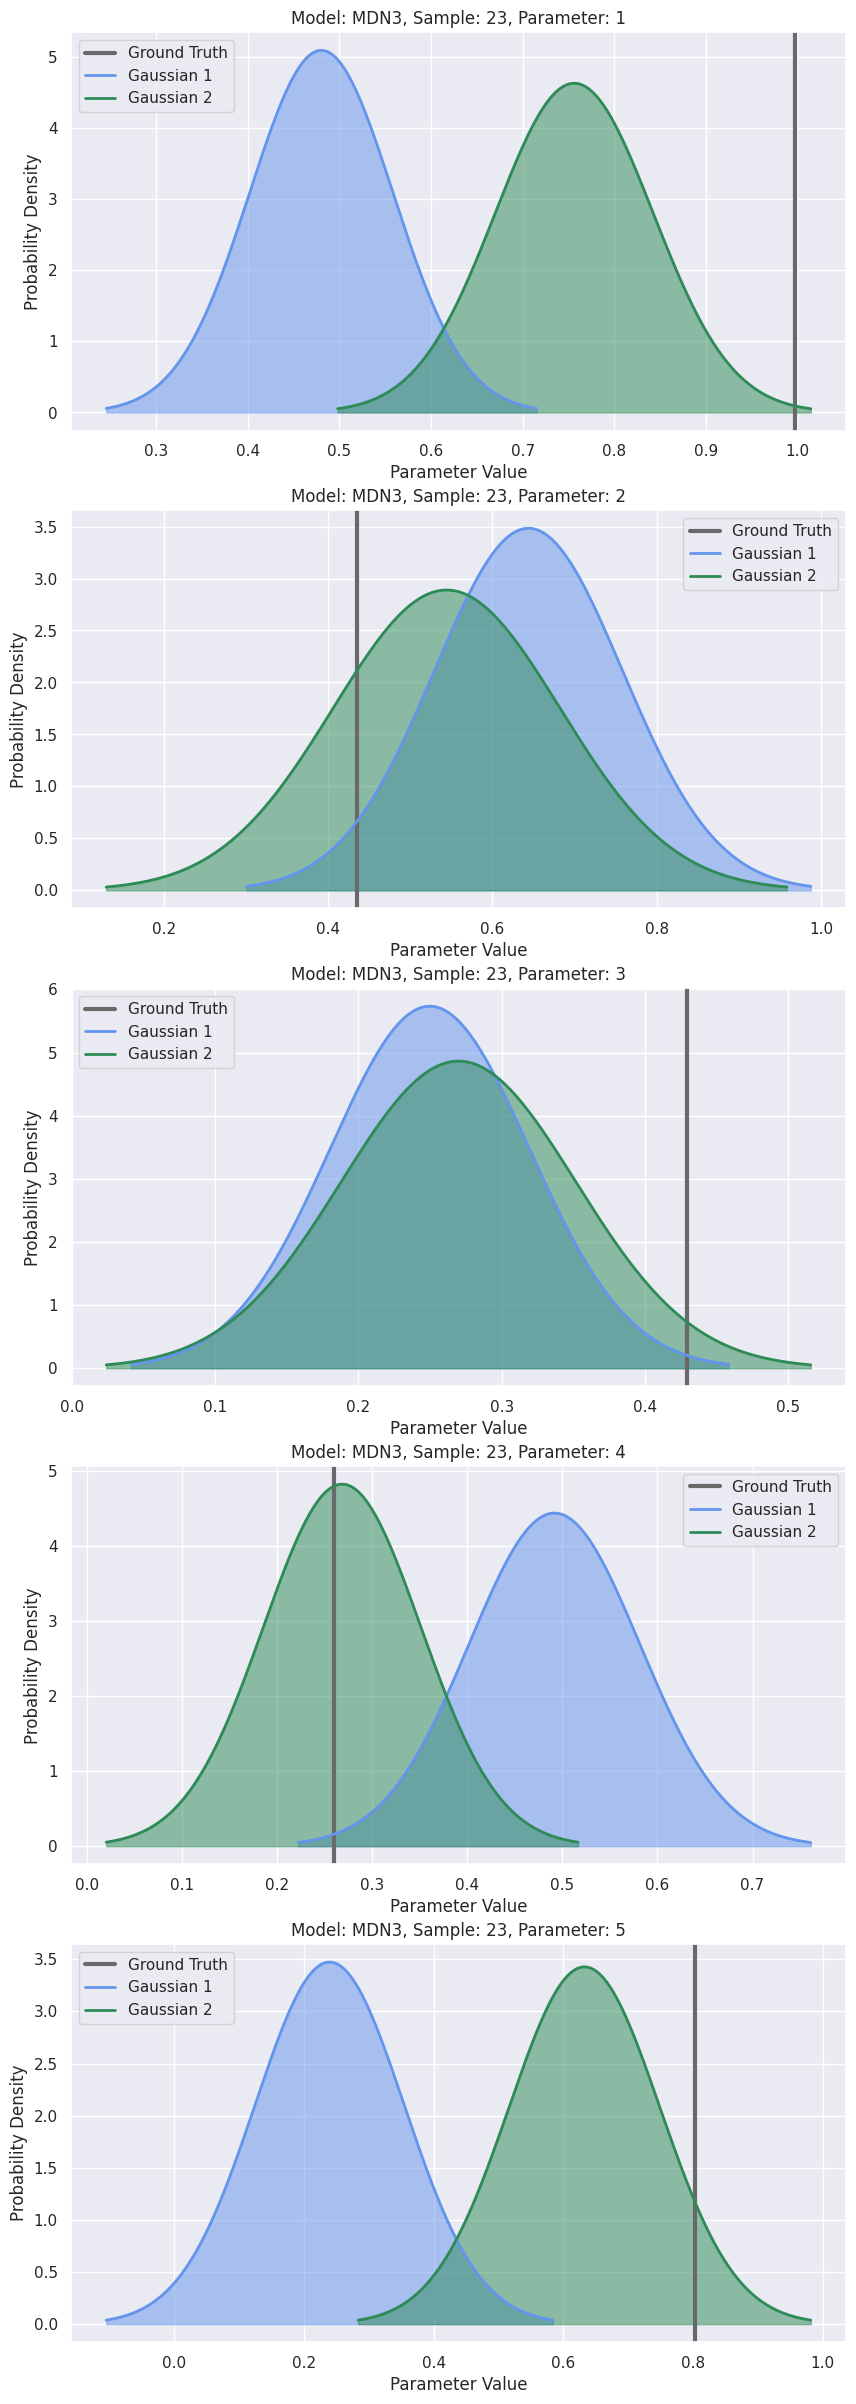 Model: MDN3, Sample: 23, Parameter: 1
Ground Truth
Gaussian 1
Gaussian 2
Probability Density
5
4
3
2
1
0
0.3 0.4 0.5 0.6 0.7 0.8 0.9 1.0
Parameter Value
Model: MDN3, Sample: 23, Parameter: 2
Ground Truth
Gaussian 1
Gaussian 2
Probability Density
3.5
3.0
2.5
2.0
1.5
1.0
0.5
0.0
0.2 0.4 0.6 0.8 1.0
Parameter Value
Model: MDN3, Sample: 23, Parameter: 3
Ground Truth
Gaussian 1
Gaussian 2
Probability Density
6
5
4
3
2
1
0
0.0 0.1 0.2 0.3 0.4 0.5
Parameter Value
Model: MDN3, Sample: 23, Parameter: 4
Ground Truth
Gaussian 1
Gaussian 2
Probability Density
5
4
3
2
1
0
0.0 0.1 0.2 0.3 0.4 0.5 0.6 0.7
Parameter Value
Model: MDN3, Sample: 23, Parameter: 5
Ground Truth
Gaussian 1
Gaussian 2
Probability Density
3.5
3.0
2.5
2.0
1.5
1.0
0.5
0.0
0.0 0.2 0.4 0.6 0.8 1.0
Parameter Value